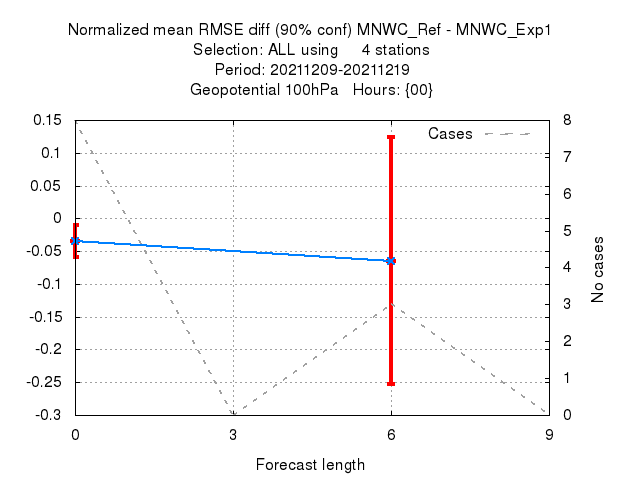 Normalized mean RMSE diff (90% conf) MNWC_Ref - MNWC_Exp1
Selection: ALL using 4 stations
Period: 20211209-20211219
Geopotential 100hPa Hours: {00}
Cases
0.15
0.1
0.05
0
-0.05
-0.1
-0.15
-0.2
-0.25
-0.3
8
7
6
5
4
3
2
1
0
No cases
0 3 6 9
Forecast length